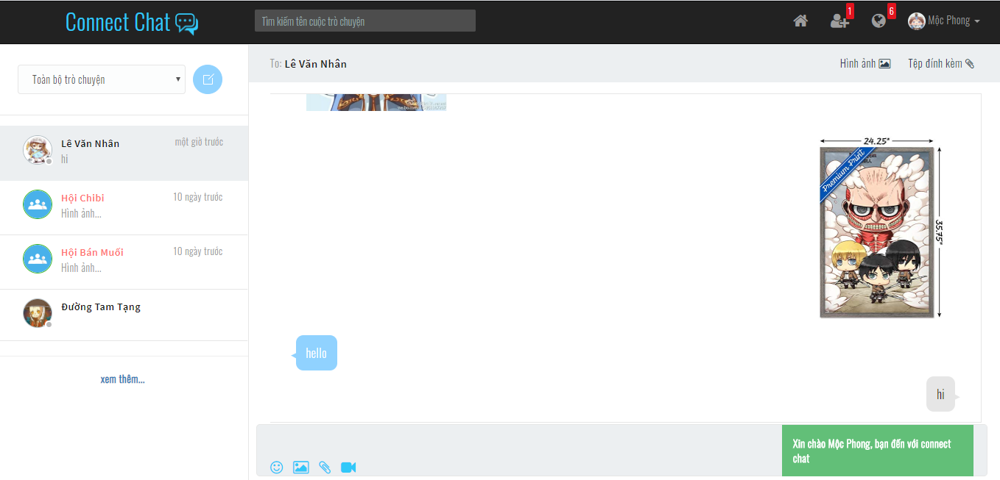 Connect Chat
Tìm kiếm tên cuộc trò chuyện
1
6
Mộc Phong
Toàn bộ trò chuyện
To: Lê Văn Nhân
Hình ảnh
Tệp đính kèm
Lê Văn Nhân
một giờ trước
hi
Hội Chibi
10 ngày trước
Hình ảnh...
Hội Bán Muối
10 ngày trước
Hình ảnh...
Đường Tam Tạng
xem thêm...
24.25"
Premium Print
35.75"
hello
hi
Xin chào Mộc Phong, bạn đến với connect
chat